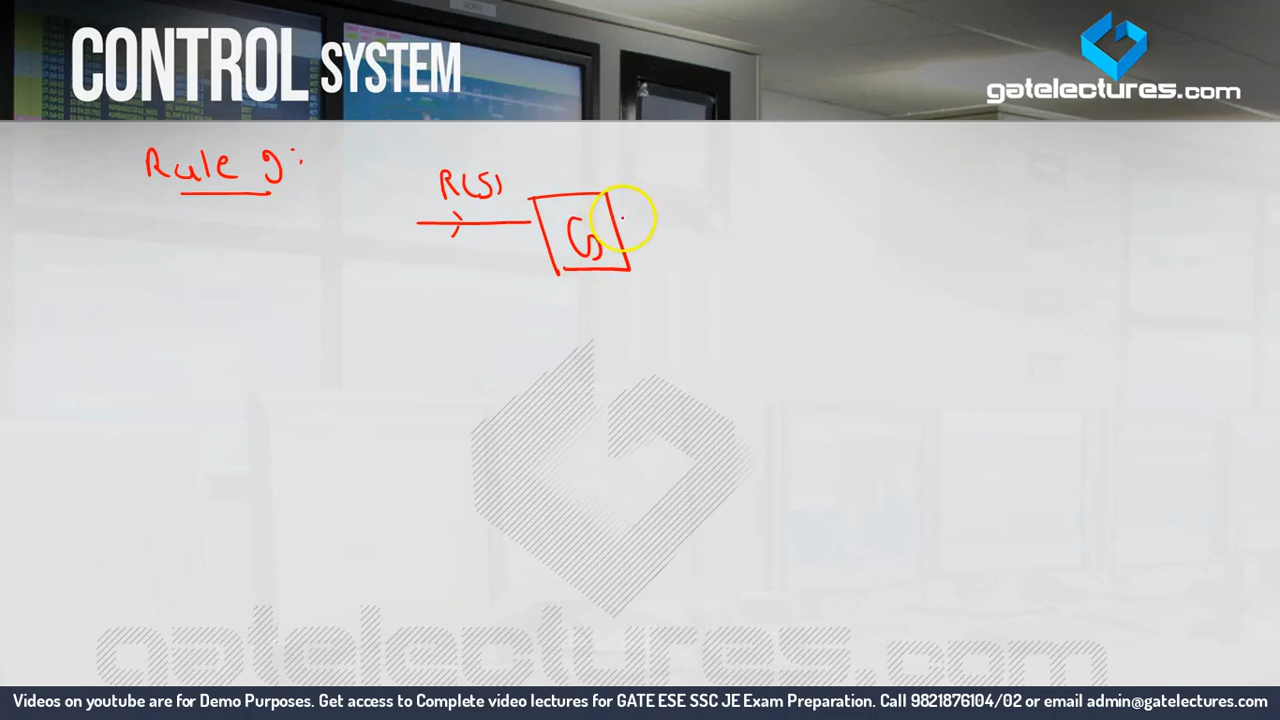 CONTROL SYSTEM
gatelectures.com
Rule 9:
R(S)
G
gatelectures.com
Videos on youtube are for Demo Purposes. Get access to Complete video lectures for GATE ESE SSC JE Exam Preparation. Call 9821876104/02 or email admin@gatelectures.com